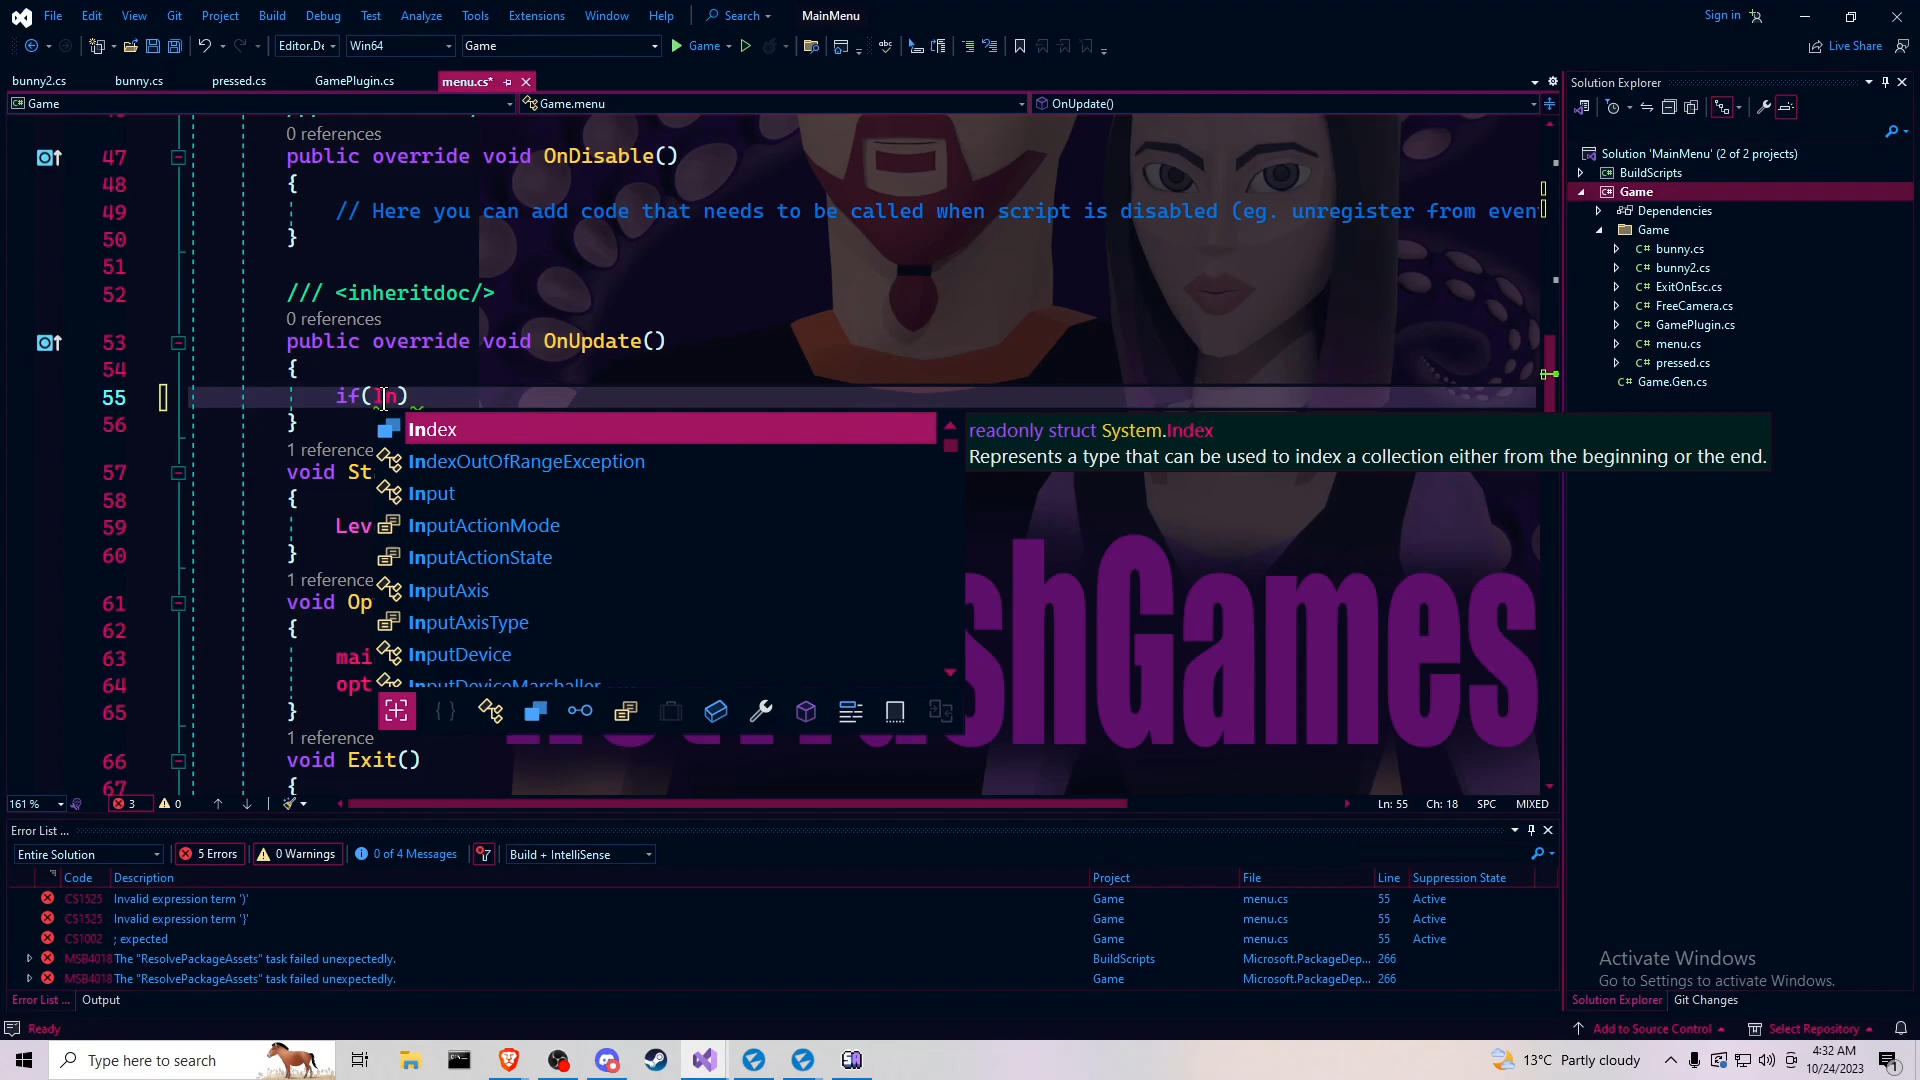 File Edit View Git Project Build Debug Test Analyze Tools Extensions Window Help Search MainMenu Sign in
Editor.De Win64 Game Game Live Share
bunny2.cs bunny.cs pressed.cs GamePlugin.cs menu.cs*
Game Game.menu OnUpdate()
0 references
47 public override void OnDisable()
48 {
49 // Here you can add code that needs to be called when script is disabled (eg. unregister from even
50 }
51
52 /// <inheritdoc/>
0 references
53 public override void OnUpdate()
54 {
55 if(In)
56 }
1 reference
57 void St
58 {
59 Lev
60 }
1 reference
61 void Op
62 {
63 mai
64 opt
65 }
1 reference
66 void Exit()
67 {
Index
IndexOutOfRangeException
Input
InputActionMode
InputActionState
InputAxis
InputAxisType
InputDevice
InputDeviceMarshaller
readonly struct System.Index
Represents a type that can be used to index a collection either from the beginning or the end.
shGames
161 % 3 0 Ln: 55 Ch: 18 SPC MIXED
Error List ...
Entire Solution 5 Errors 0 Warnings 0 of 4 Messages Build + IntelliSense
Code Description Project File Line Suppression State
CS1525 Invalid expression term ')' Game menu.cs 55 Active
CS1525 Invalid expression term '}' Game menu.cs 55 Active
CS1002 ; expected Game menu.cs 55 Active
MSB4018 The "ResolvePackageAssets" task failed unexpectedly. BuildScripts Microsoft.PackageDep... 266
MSB4018 The "ResolvePackageAssets" task failed unexpectedly. Game Microsoft.PackageDep... 266
Error List ... Output
Solution Explorer
Solution 'MainMenu' (2 of 2 projects)
BuildScripts
Game
Dependencies
Game
C# bunny.cs
C# bunny2.cs
C# ExitOnEsc.cs
C# FreeCamera.cs
C# GamePlugin.cs
C# menu.cs
C# pressed.cs
C# Game.Gen.cs
Activate Windows
Go to Settings to activate Windows.
Solution Explorer Git Changes
Ready Add to Source Control Select Repository
Type here to search 13°C Partly cloudy 4:32 AM
10/24/2023
1